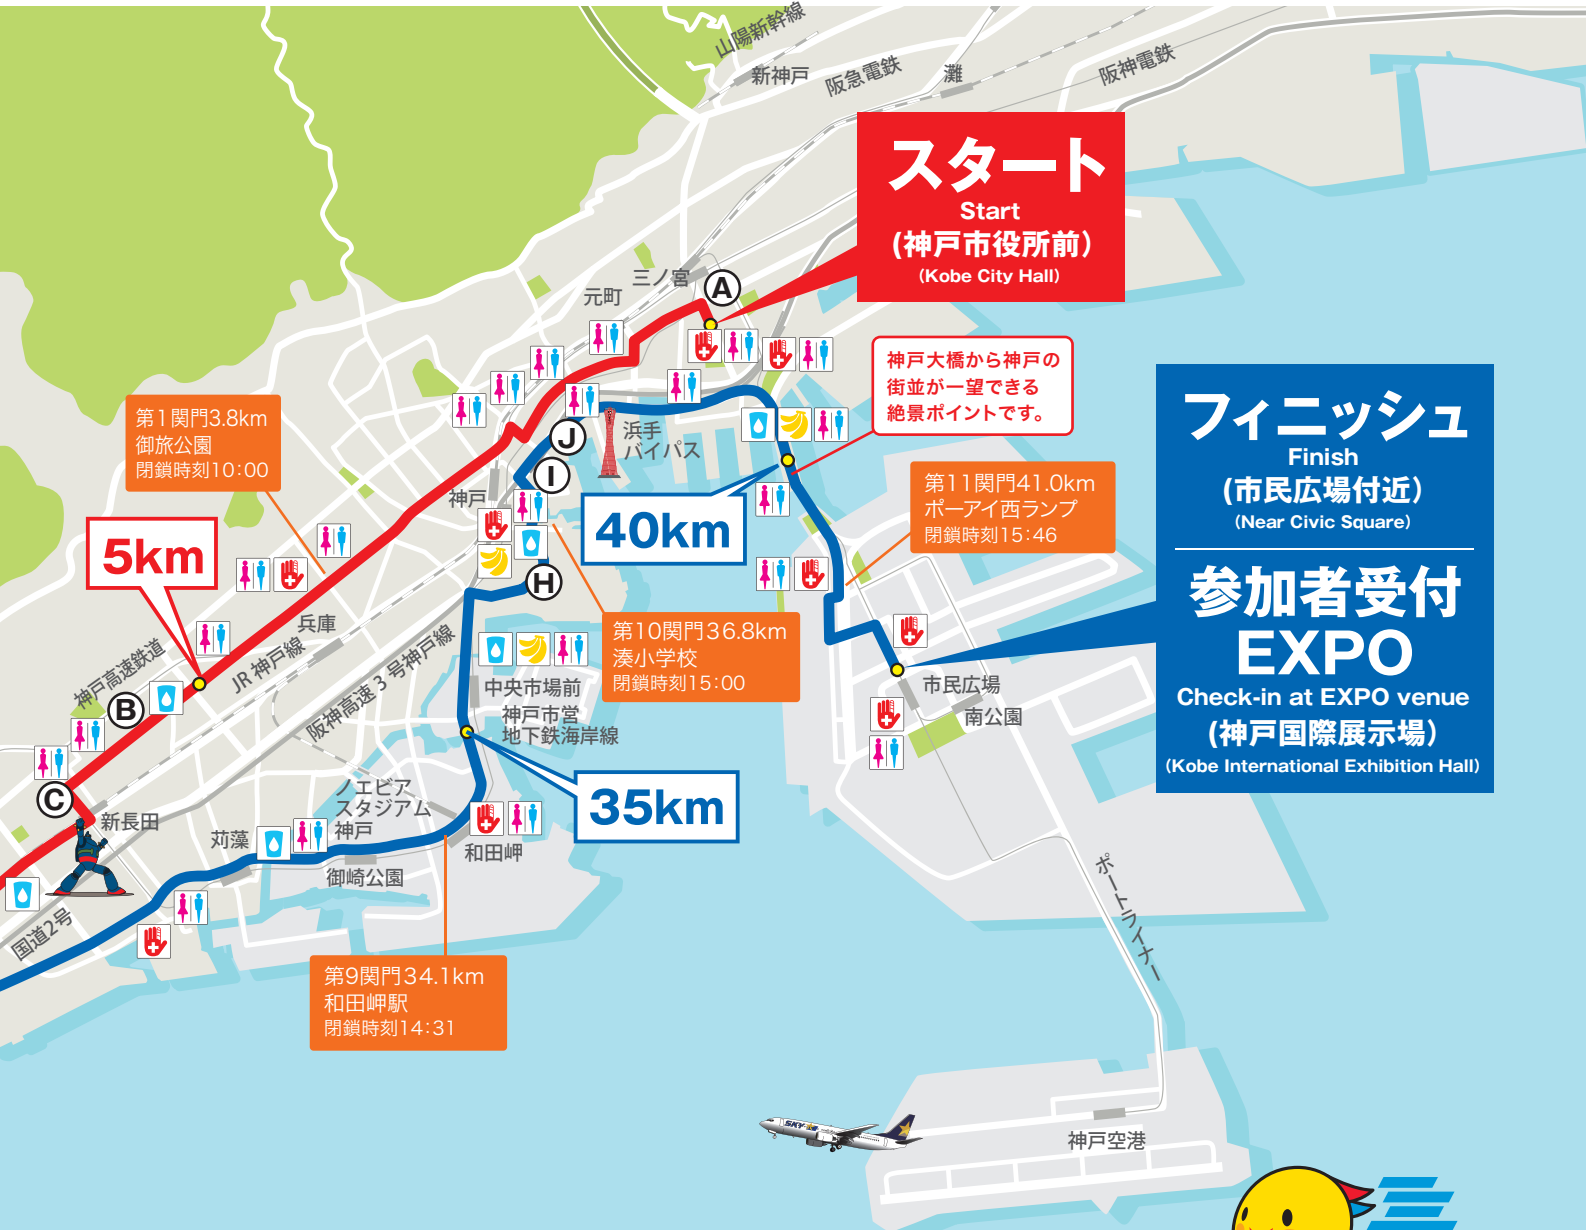 山陽新幹線
新神戸
阪急電鉄
灘
阪神電鉄
スタート
Start
(神戸市役所前)
(Kobe City Hall)
三ノ宮
元町
A
神戸大橋から神戸の
街並が一望できる
絶景ポイントです。
フィニッシュ
Finish
(市民広場付近)
(Near Civic Square)
参加者受付
EXPO
Check-in at EXPO venue
(神戸国際展示場)
(Kobe International Exhibition Hall)
第1関門3.8km
御旅公園
閉鎖時刻10:00
J
浜手
バイパス
I
神戸
40km
第11関門41.0km
ポーアイ西ランプ
閉鎖時刻15:46
5km
H
兵庫
第10関門36.8km
湊小学校
閉鎖時刻15:00
神戸高速鉄道
JR神戸線
阪神高速3号神戸線
B
中央市場前
神戸市営
地下鉄海岸線
市民広場
南公園
35km
C
新長田
苅藻
ノエビア
スタジアム
神戸
和田岬
御崎公園
国道2号
第9関門34.1km
和田岬駅
閉鎖時刻14:31
ポートライナー
SKY
神戸空港